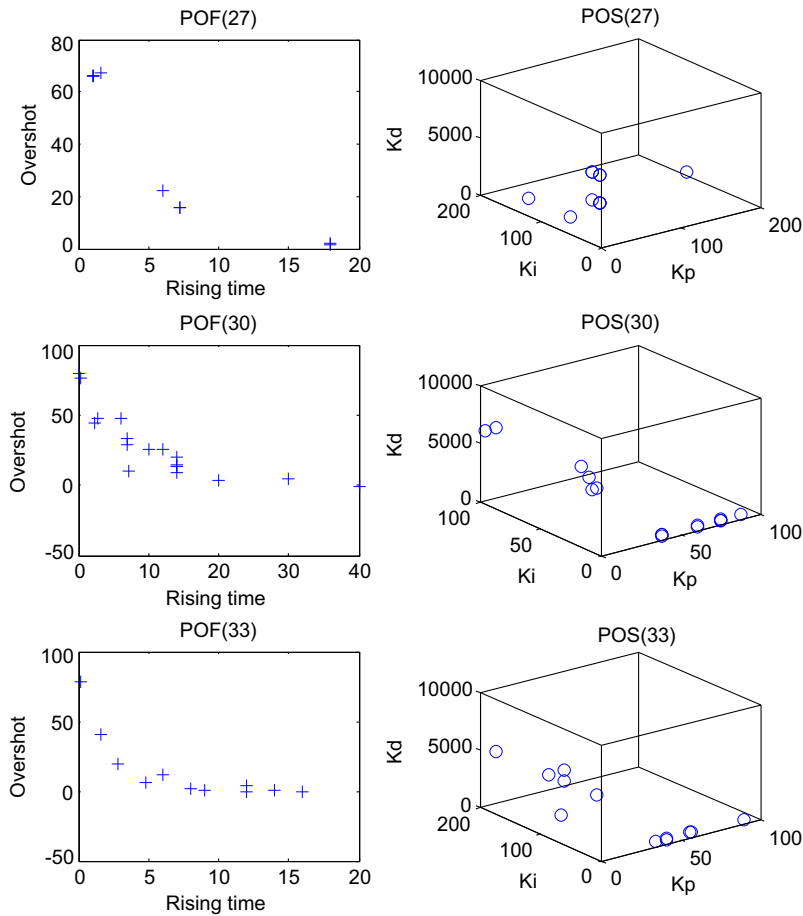 POF(27)
80
60
40
20
0
Overshot
0 5 10 15 20
Rising time
POS(27)
10000
5000
0
Kd
200
100
0
Ki
0
100
200
Kp
POF(30)
100
50
0
-50
Overshot
0 10 20 30 40
Rising time
POS(30)
10000
5000
0
Kd
100
50
0
Ki
0
50
100
Kp
POF(33)
100
50
0
-50
Overshot
0 5 10 15 20
Rising time
POS(33)
10000
5000
0
Kd
200
100
0
Ki
0
50
100
Kp